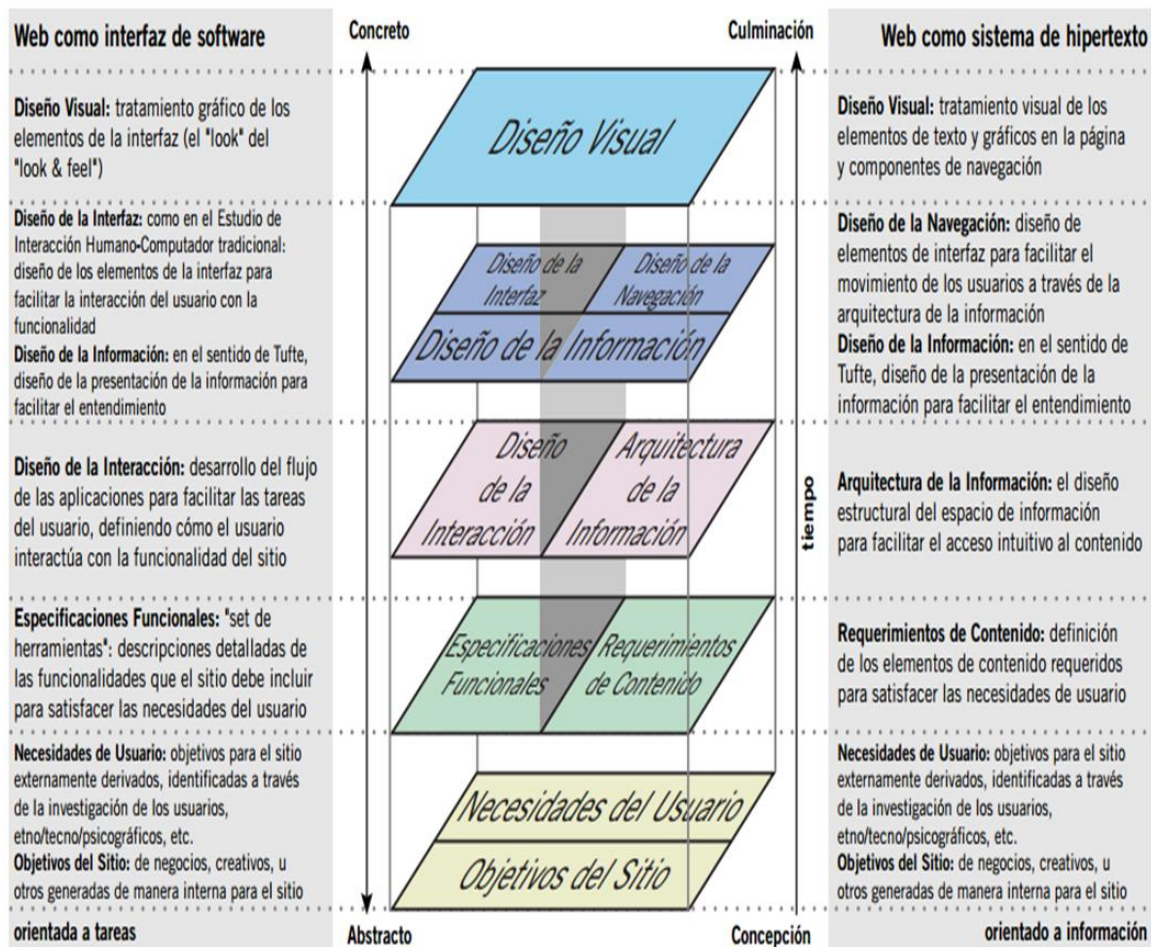 Web como interfaz de software
Diseño Visual: tratamiento gráfico de los
elementos de la interfaz (el "look" del
"look & feel")
Diseño de la Interfaz: como en el Estudio de
Interacción Humano-Computador tradicional:
diseño de los elementos de la interfaz para
facilitar la interacción del usuario con la
funcionalidad
Diseño de la Información: en el sentido de Tufte,
diseño de la presentación de la información para
facilitar el entendimiento
Diseño de la Interacción: desarrollo del flujo
de las aplicaciones para facilitar las tareas
del usuario, definiendo cómo el usuario
interactúa con la funcionalidad del sitio
Especificaciones Funcionales: "set de
herramientas": descripciones detalladas de
las funcionalidades que el sitio debe incluir
para satisfacer las necesidades del usuario
Necesidades de Usuario: objetivos para el sitio
externamente derivados, identificadas a través
de la investigación de los usuarios,
etno/tecno/psicográficos, etc.
Objetivos del Sitio: de negocios, creativos, u
otros generadas de manera interna para el sitio
orientada a tareas
Concreto
Culminación
Diseño Visual
Diseño de la
Interfaz
Diseño de la
Navegación
Diseño de la Información
Diseño
de la
Interacción
Arquitectura
de la
Información
tiempo
Especificaciones
Funcionales
Requerimientos
de Contenido
Necesidades del Usuario
Objetivos del Sitio
Abstracto
Concepción
Web como sistema de hipertexto
Diseño Visual: tratamiento visual de los
elementos de texto y gráficos en la página
y componentes de navegación
Diseño de la Navegación: diseño de
elementos de interfaz para facilitar el
movimiento de los usuarios a través de la
arquitectura de la información
Diseño de la Información: en el sentido de
Tufte, diseño de la presentación de la
información para facilitar el entendimiento
Arquitectura de la Información: el diseño
estructural del espacio de información
para facilitar el acceso intuitivo al contenido
Requerimientos de Contenido: definición
de los elementos de contenido requeridos
para satisfacer las necesidades de usuario
Necesidades de Usuario: objetivos para el sitio
externamente derivados, identificadas a través
de la investigación de los usuarios,
etno/tecno/psicográficos, etc.
Objetivos del Sitio: de negocios, creativos, u
otros generadas de manera interna para el sitio
orientado a información